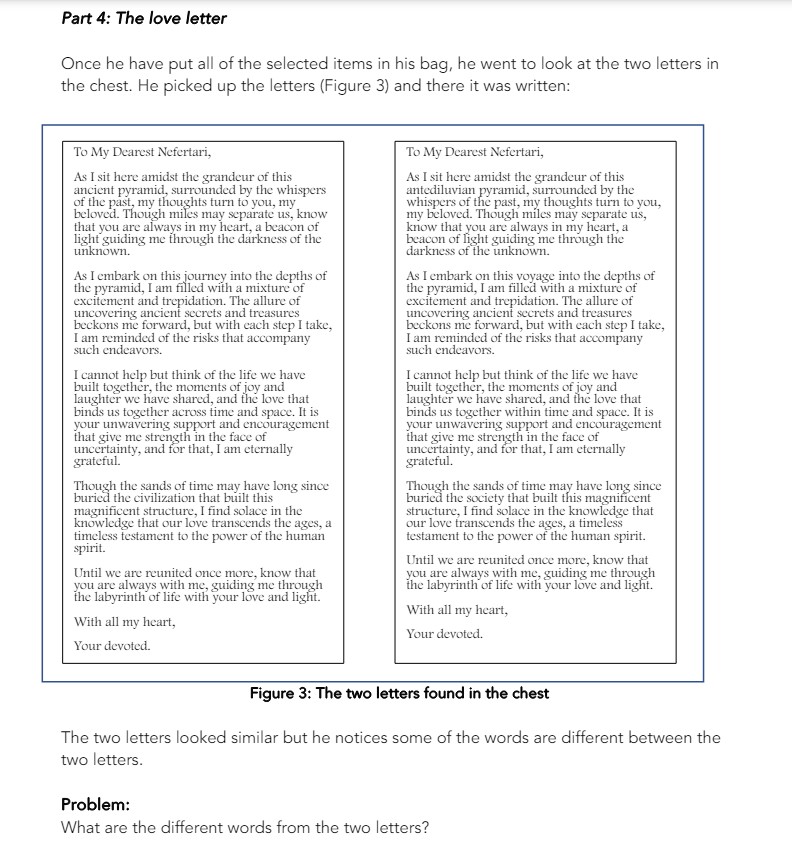 Part 4: The love letter
Once he have put all of the selected items in his bag, he went to look at the two letters in
the chest. He picked up the letters (Figure 3) and there it was written:
To My Dearest Nefertari,
As I sit here amidst the grandeur of this
ancient pyramid, surrounded by the whispers
of the past, my thoughts turn to you, my
beloved. Though miles may separate us, know
that you are always in my heart, a beacon of
light guiding me through the darkness of the
unknown.
As I embark on this journey into the depths of
the pyramid, I am filled with a mixture of
excitement and trepidation. The allure of
uncovering ancient secrets and treasures
beckons me forward, but with each step I take,
I am reminded of the risks that accompany
such endeavors.
I cannot help but think of the life we have
built together, the moments of joy and
laughter we have shared, and the love that
binds us together across time and space. It is
your unwavering support and encouragement
that give me strength in the face of
uncertainty, and for that, I am eternally
grateful.
Though the sands of time may have long since
buried the civilization that built this
magnificent structure, I find solace in the
knowledge that our love transcends the ages, a
timeless testament to the power of the human
spirit.
Until we are reunited once more, know that
you are always with me, guiding me through
the labyrinth of life with your love and light.
With all my heart,
Your devoted.
To My Dearest Nefertari,
As I sit here amidst the grandeur of this
antediluvian pyramid, surrounded by the
whispers of the past, my thoughts turn to you,
my beloved. Though miles may separate us,
know that you are always in my heart, a
beacon of light guiding me through the
darkness of the unknown.
As I embark on this voyage into the depths of
the pyramid, I am filled with a mixture of
excitement and trepidation. The allure of
uncovering ancient secrets and treasures
beckons me forward, but with each step I take,
I am reminded of the risks that accompany
such endeavors.
I cannot help but think of the life we have
built together, the moments of joy and
laughter we have shared, and the love that
binds us together within time and space. It is
your unwavering support and encouragement
that give me strength in the face of
uncertainty, and for that, I am eternally
grateful.
Though the sands of time may have long since
buried the society that built this magnificent
structure, I find solace in the knowledge that
our love transcends the ages, a timeless
testament to the power of the human spirit.
Until we are reunited once more, know that
you are always with me, guiding me through
the labyrinth of life with your love and light.
With all my heart,
Your devoted.
Figure 3: The two letters found in the chest
The two letters looked similar but he notices some of the words are different between the
two letters.
Problem:
What are the different words from the two letters?